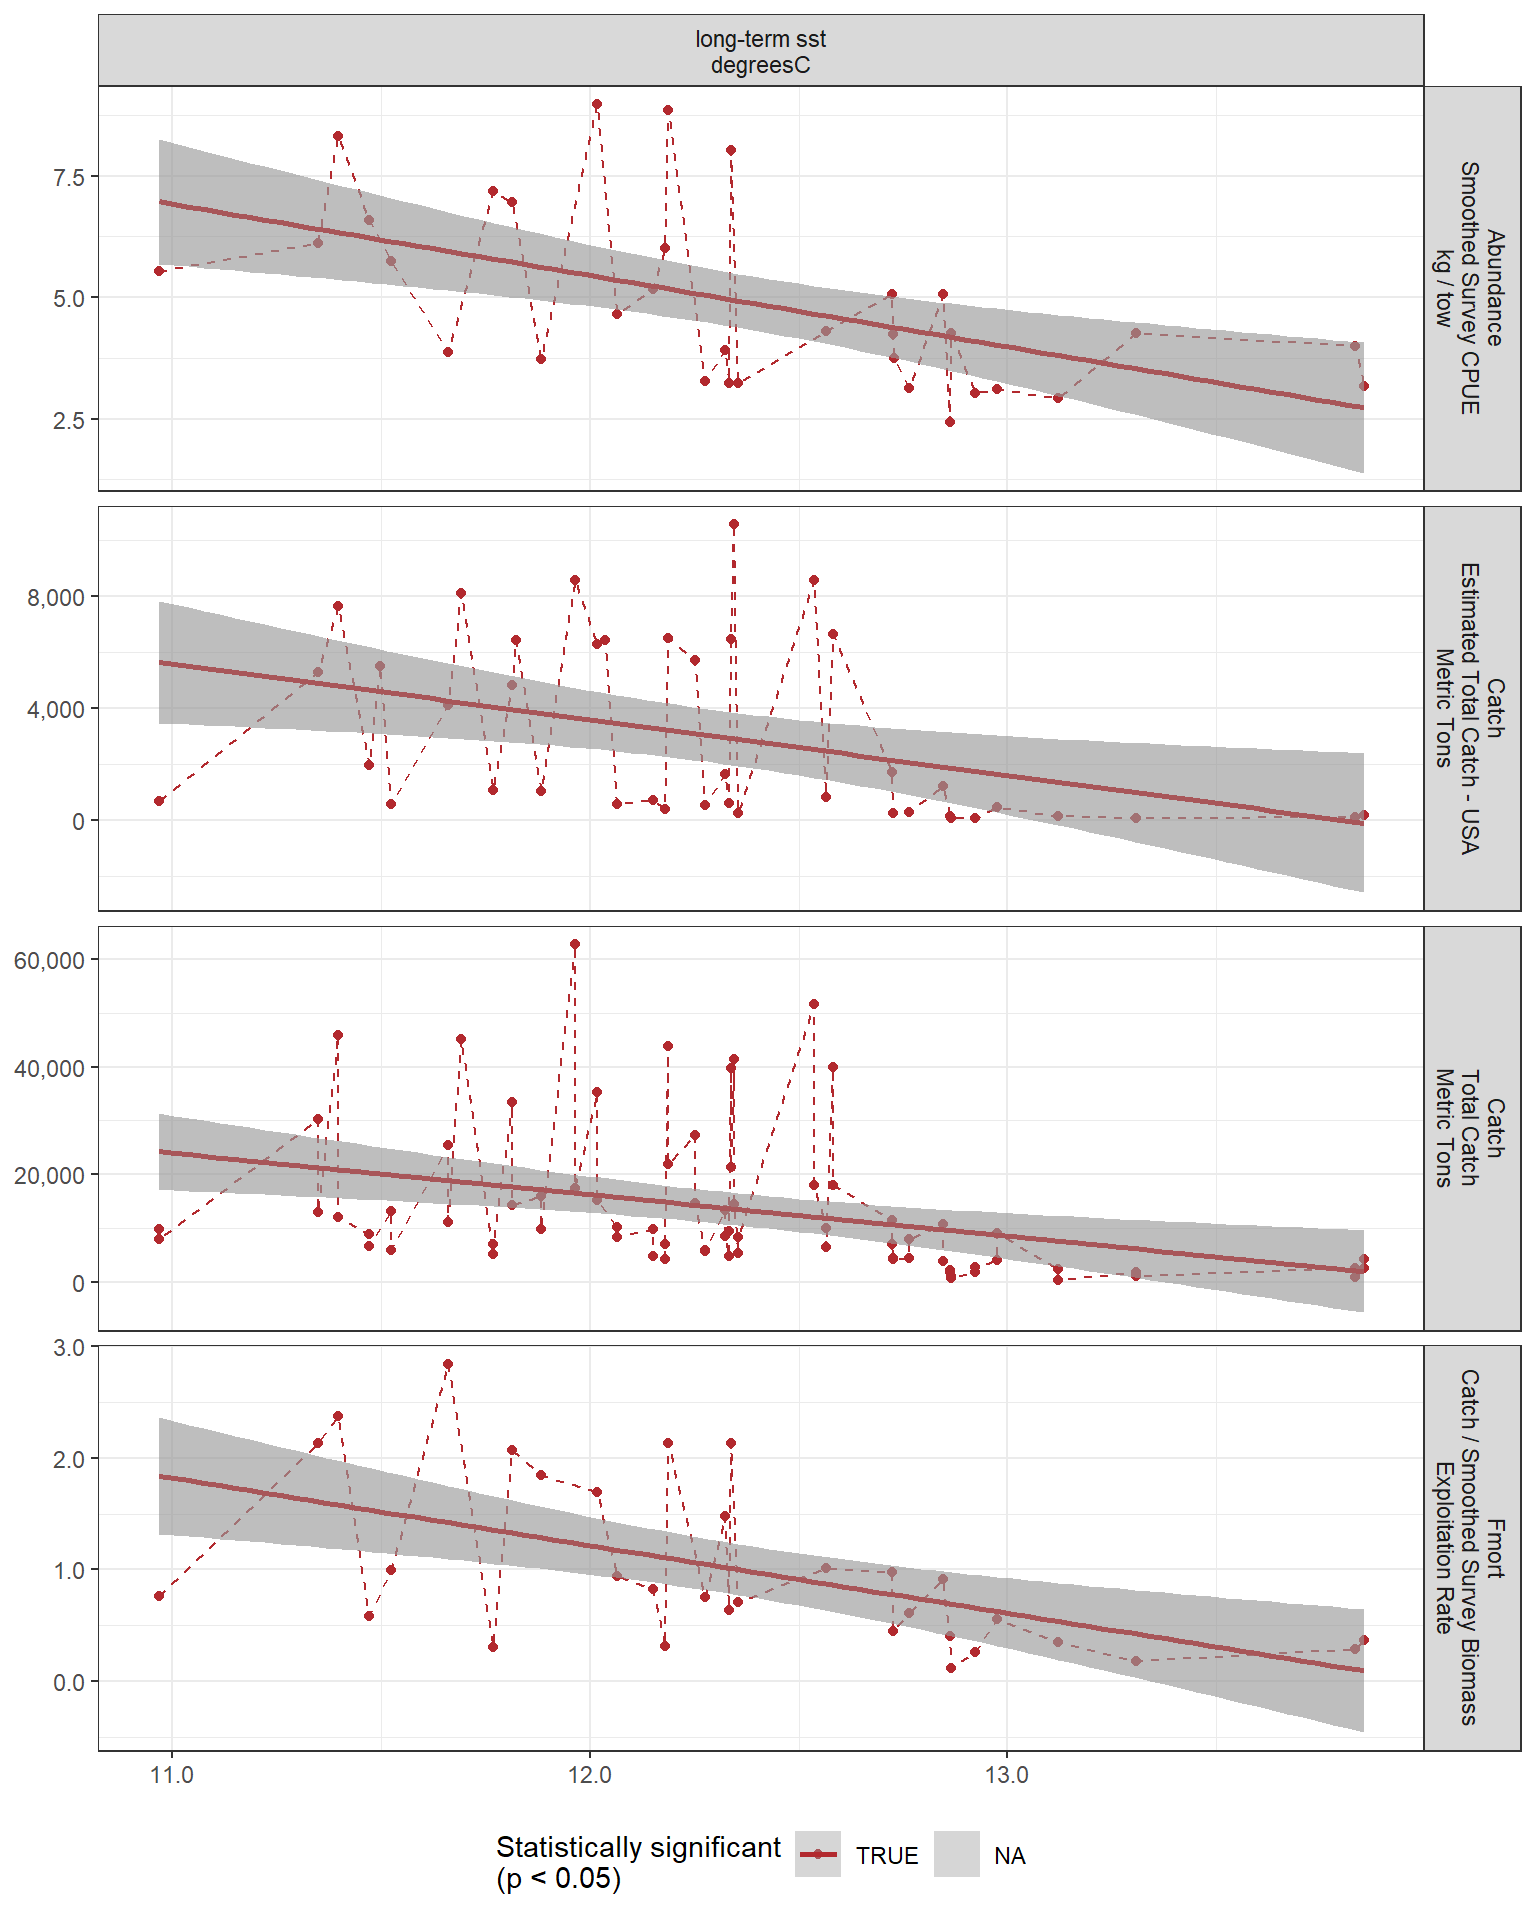 long-term sst
degreesC
7.5
5.0
2.5
Abundance
Smoothed Survey CPUE
kg / tow
8,000
4,000
0
Catch
Estimated Total Catch - USA
Metric Tons
60,000
40,000
20,000
0
Catch
Total Catch
Metric Tons
3.0
2.0
1.0
0.0
Fmort
Catch / Smoothed Survey Biomass
Exploitation Rate
11.0
12.0
13.0
Statistically significant
(p < 0.05)
TRUE
NA